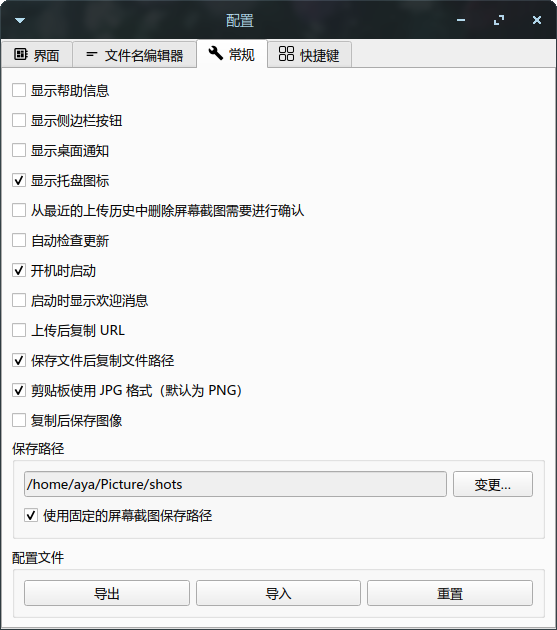 配置
界面
文件名编辑器
常规
快捷键
显示帮助信息
显示侧边栏按钮
显示桌面通知
显示托盘图标
从最近的上传历史中删除屏幕截图需要进行确认
自动检查更新
开机时启动
启动时显示欢迎消息
上传后复制 URL
保存文件后复制文件路径
剪贴板使用 JPG 格式（默认为 PNG）
复制后保存图像
保存路径
/home/aya/Picture/shots
变更...
使用固定的屏幕截图保存路径
配置文件
导出
导入
重置